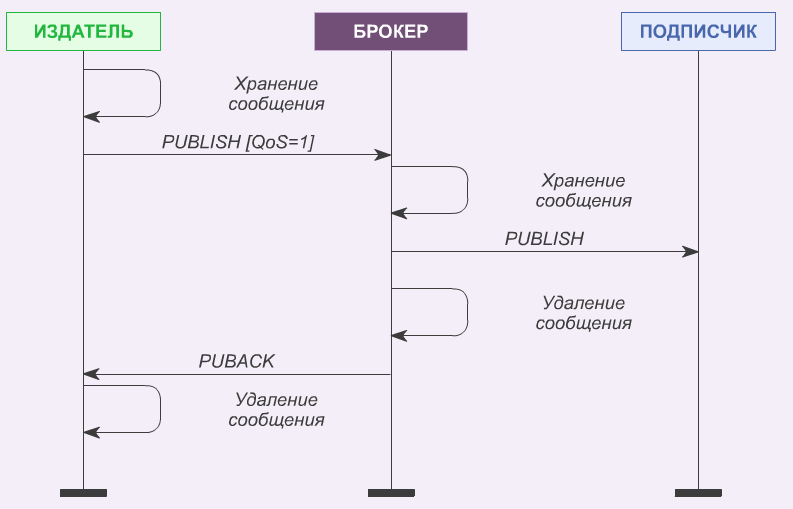 ИЗДАТЕЛЬ
БРОКЕР
ПОДПИСЧИК
Хранение
сообщения
PUBLISH [QoS=1]
Хранение
сообщения
PUBLISH
Удаление
сообщения
PUBACK
Удаление
сообщения